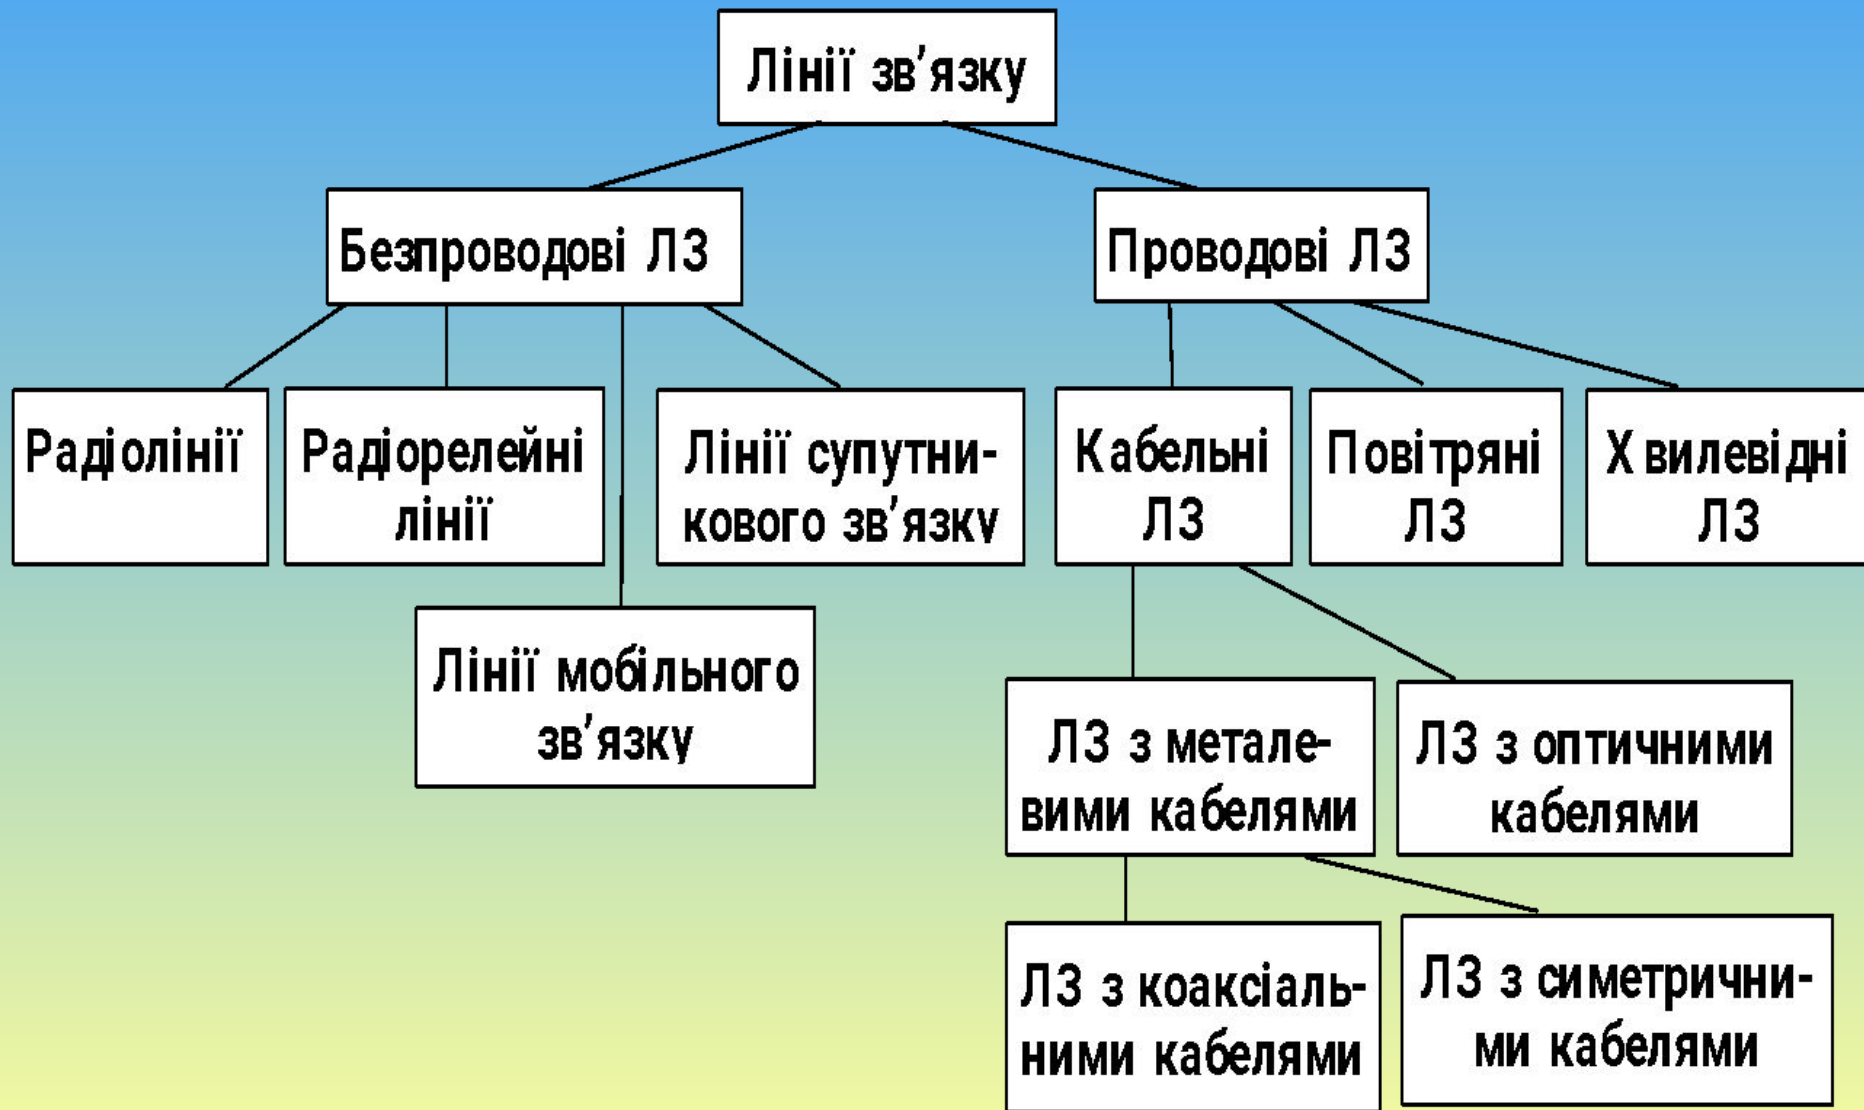 Лінії зв’язку
Безпроводові ЛЗ
Проводові ЛЗ
Радіолінії
Радіорелейні
лінії
Лінії супутни-
кового зв’язку
Кабельні
ЛЗ
Повітряні
ЛЗ
Хвилевідні
ЛЗ
Лінії мобільного
зв’язку
ЛЗ з метале-
вими кабелями
ЛЗ з оптичними
кабелями
ЛЗ з коаксіаль-
ними кабелями
ЛЗ з симетрични-
ми кабелями